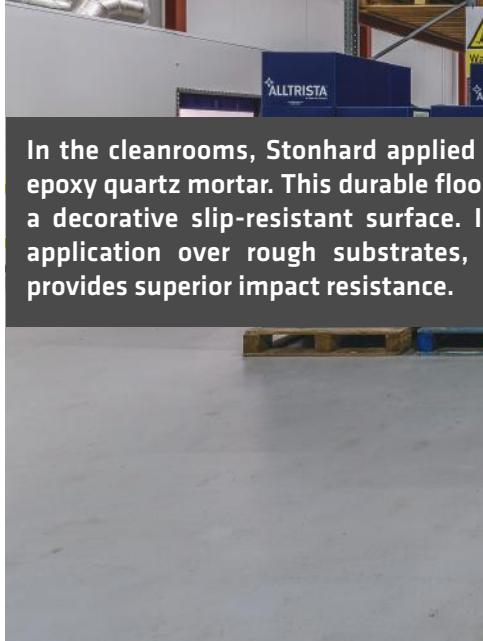 ALLTRISTA
In the cleanrooms, Stonhard applied
epoxy quartz mortar. This durable
a decorative slip-resistant surface.
application over rough substrates,
provides superior impact resistance.